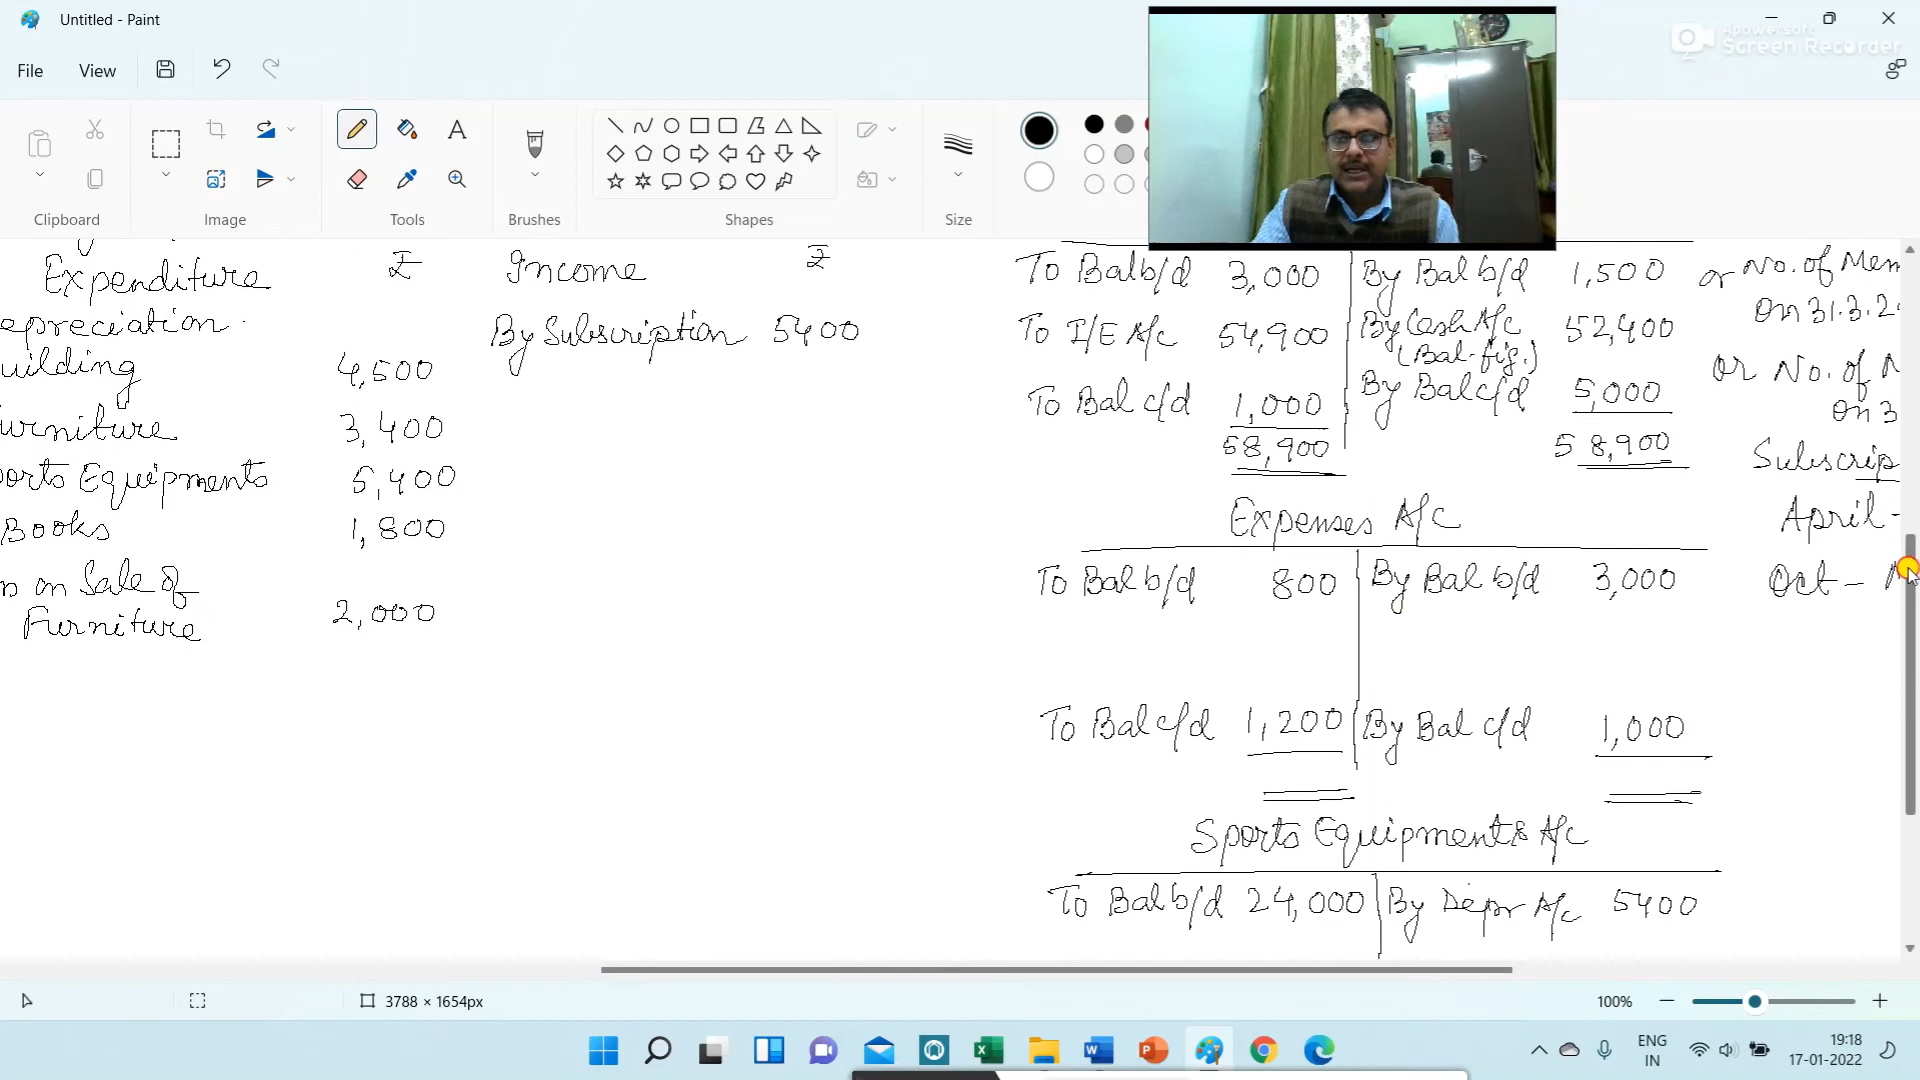 Untitled - Paint
Apowersoft
Screen Recorder
File
View
Clipboard
Image
Tools
Brushes
Shapes
Size
Expenditure ₹ Income ₹
epreciation
By Subscription 5400
uilding 4,500
urniture 3,400
orts Equipments 5,400
Books 1,800
on Sale of
Furniture 2,000
To Bal b/d 3,000 By Bal b/d 1,500
To I/E A/c 54,900 By Cash A/c 52,400
(Bal-fig.)
To Bal c/d 1,000 By Bal c/d 5,000
58,900 58,900
Expenses A/c
To Bal b/d 800 By Bal b/d 3,000
To Bal c/d 1,200 By Bal c/d 1,000
Sports Equipments A/c
To Bal b/d 24,000 By Depr A/c 5400
or No. of Mem
On 31.3.2
or No. of
On 3
Subscrip
April-
Oct-
3788 × 1654px
100%
ENG
IN
19:18
17-01-2022